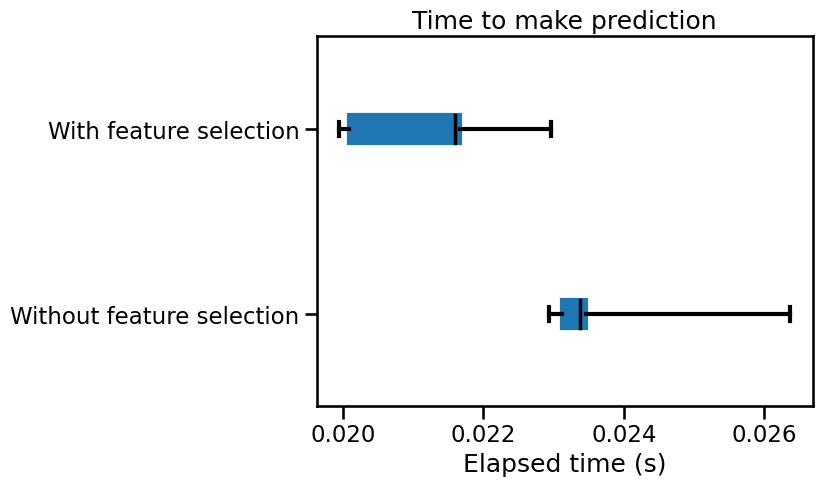 Time to make prediction
With feature selection
Without feature selection
0.020 0.022 0.024 0.026
Elapsed time (s)